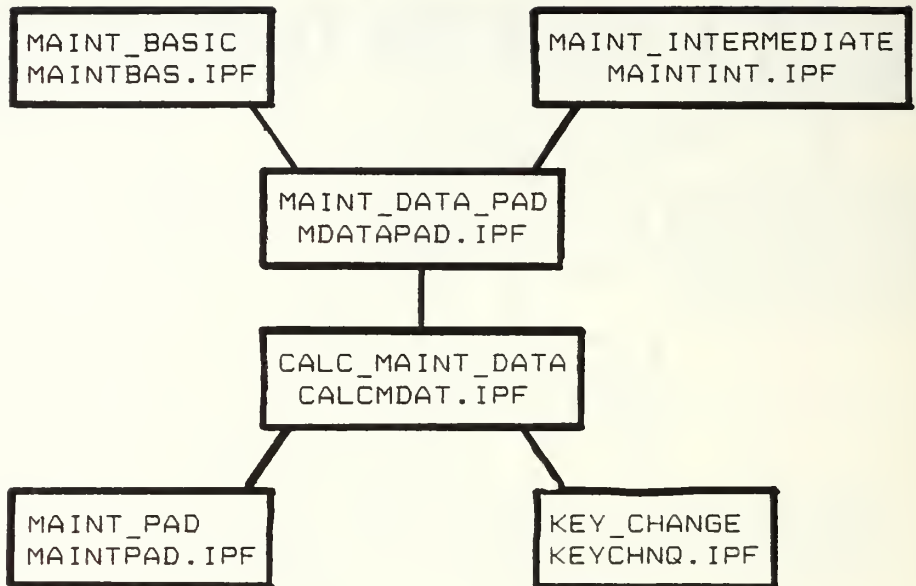 MAINT_BASIC
MAINTBAS.IPF
MAINT_INTERMEDIATE
MAINTINT.IPF
MAINT_DATA_PAD
MDATAPAD.IPF
CALC_MAINT_DATA
CALCMDAT.IPF
MAINT_PAD
MAINTPAD.IPF
KEY_CHANGE
KEYCHNQ.IPF